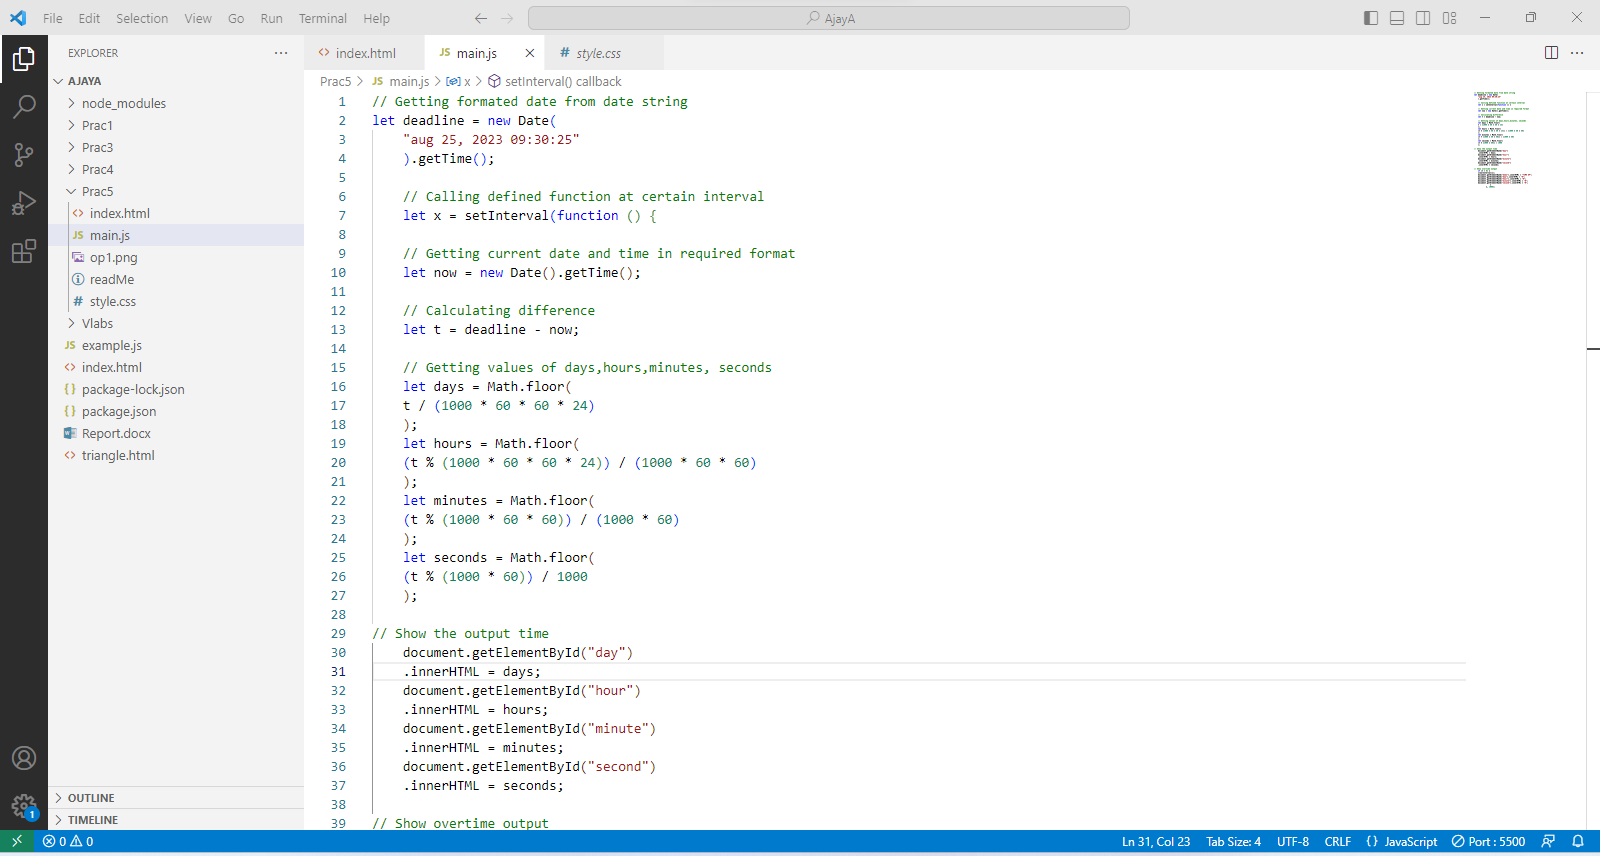 File Edit Selection View Go Run Terminal Help
AjayA
EXPLORER
AJAYA
node_modules
Prac1
Prac3
Prac4
Prac5
index.html
main.js
op1.png
readMe
style.css
Vlabs
example.js
index.html
package-lock.json
package.json
Report.docx
triangle.html
OUTLINE
TIMELINE
index.html
JS main.js
# style.css
Prac5 > JS main.js > x > setInterval() callback
1 // Getting formated date from date string
2 let deadline = new Date(
3 "aug 25, 2023 09:30:25"
4 ).getTime();
5
6 // Calling defined function at certain interval
7 let x = setInterval(function () {
8
9 // Getting current date and time in required format
10 let now = new Date().getTime();
11
12 // Calculating difference
13 let t = deadline - now;
14
15 // Getting values of days,hours,minutes, seconds
16 let days = Math.floor(
17 t / (1000 * 60 * 60 * 24)
18 );
19 let hours = Math.floor(
20 (t % (1000 * 60 * 60 * 24)) / (1000 * 60 * 60)
21 );
22 let minutes = Math.floor(
23 (t % (1000 * 60 * 60)) / (1000 * 60)
24 );
25 let seconds = Math.floor(
26 (t % (1000 * 60)) / 1000
27 );
28
29 // Show the output time
30 document.getElementById("day")
31 .innerHTML = days;
32 document.getElementById("hour")
33 .innerHTML = hours;
34 document.getElementById("minute")
35 .innerHTML = minutes;
36 document.getElementById("second")
37 .innerHTML = seconds;
38
39 // Show overtime output
1
0 0 Ln 31, Col 23 Tab Size: 4 UTF-8 CRLF {} JavaScript Port : 5500